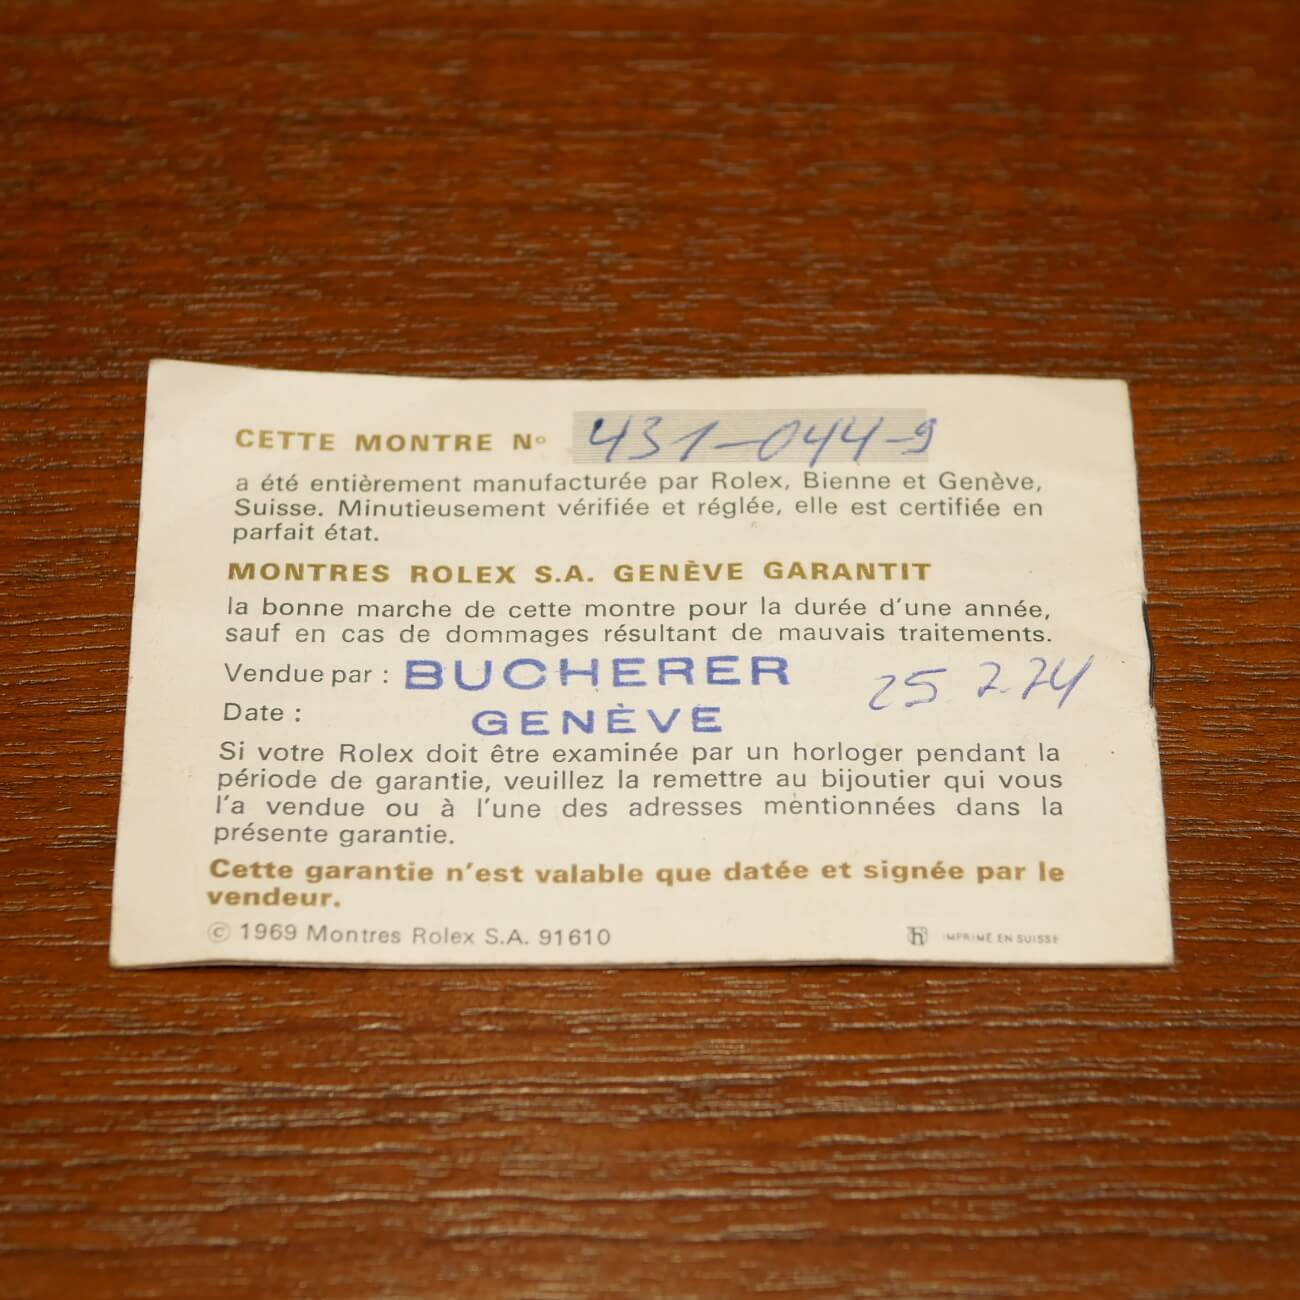 CETTE MONTRE N° 431-044-9
a été entièrement manufacturée par Rolex, Bienne et Genève,
Suisse. Minutieusement vérifiée et réglée, elle est certifiée en
parfait état.
MONTRES ROLEX S.A. GENÈVE GARANTIT
la bonne marche de cette montre pour la durée d'une année,
sauf en cas de dommages résultant de mauvais traitements.
Vendue par : BUCHERER 25.2.74
Date : GENÈVE
Si votre Rolex doit être examinée par un horloger pendant la
période de garantie, veuillez la remettre au bijoutier qui vous
l'a vendue ou à l'une des adresses mentionnées dans la
présente garantie.
Cette garantie n'est valable que datée et signée par le
vendeur.
© 1969 Montres Rolex S.A. 91610 IMPRIMÉ EN SUISSE